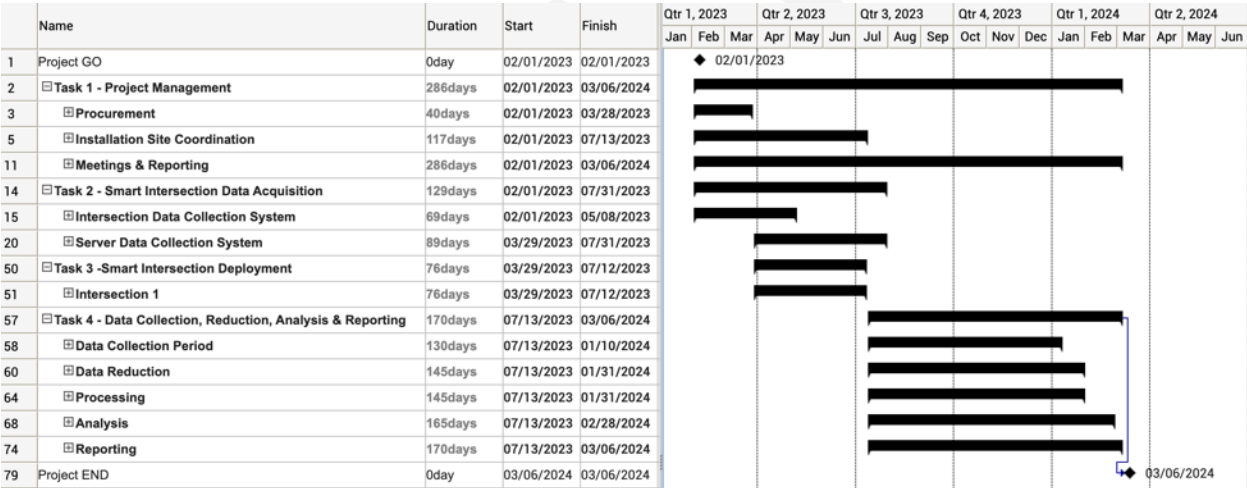 Name Duration Start Finish Qtr 1, 2023 Qtr 2, 2023 Qtr 3, 2023 Qtr 4, 2023 Qtr 1, 2024 Qtr 2, 2024
Jan Feb Mar Apr May Jun Jul Aug Sep Oct Nov Dec Jan Feb Mar Apr May Jun
1 Project GO 0day 02/01/2023 02/01/2023 02/01/2023
2 Task 1 - Project Management 286days 02/01/2023 03/06/2024
3 Procurement 40days 02/01/2023 03/28/2023
5 Installation Site Coordination 117days 02/01/2023 07/13/2023
11 Meetings & Reporting 286days 02/01/2023 03/06/2024
14 Task 2 - Smart Intersection Data Acquisition 129days 02/01/2023 07/31/2023
15 Intersection Data Collection System 69days 02/01/2023 05/08/2023
20 Server Data Collection System 89days 03/29/2023 07/31/2023
50 Task 3 -Smart Intersection Deployment 76days 03/29/2023 07/12/2023
51 Intersection 1 76days 03/29/2023 07/12/2023
57 Task 4 - Data Collection, Reduction, Analysis & Reporting 170days 07/13/2023 03/06/2024
58 Data Collection Period 130days 07/13/2023 01/10/2024
60 Data Reduction 145days 07/13/2023 01/31/2024
64 Processing 145days 07/13/2023 01/31/2024
68 Analysis 165days 07/13/2023 02/28/2024
74 Reporting 170days 07/13/2023 03/06/2024
79 Project END 0day 03/06/2024 03/06/2024 03/06/2024